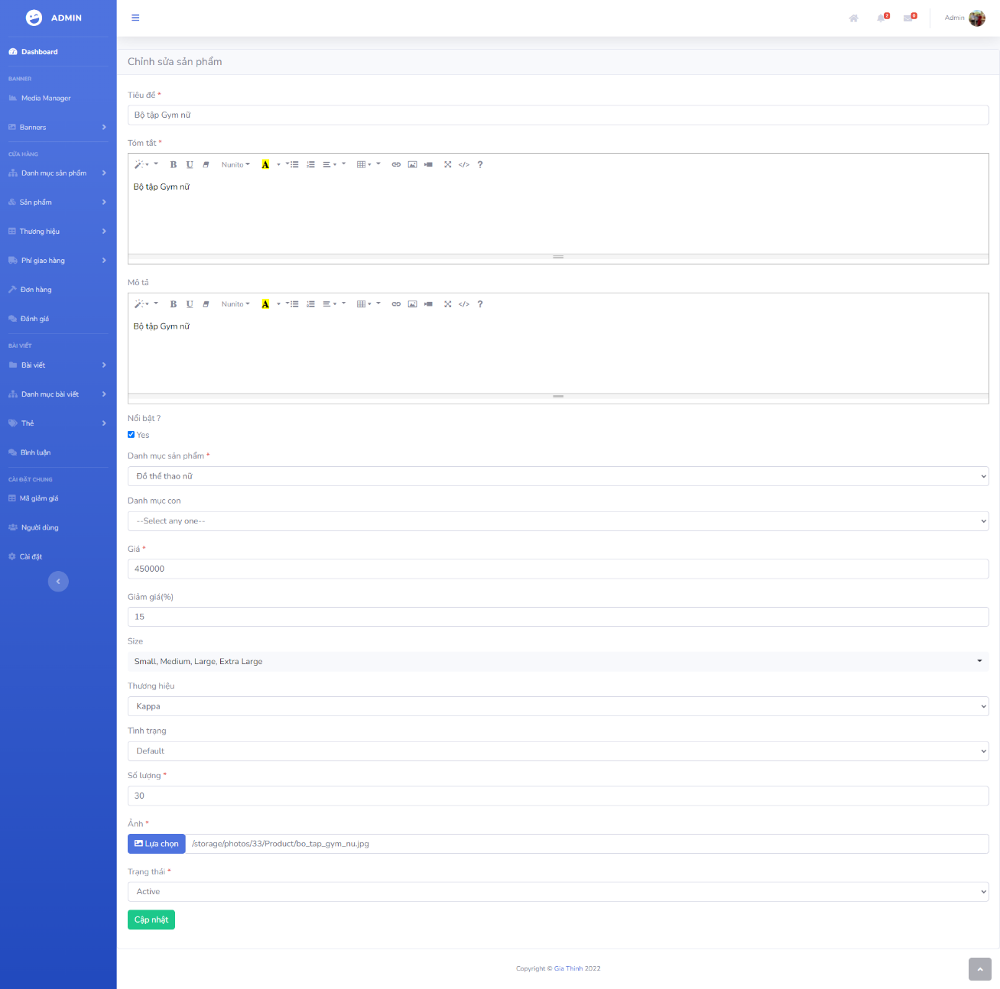 ADMIN
2
0
Admin
Dashboard
BANNER
Media Manager
Banners
CỬA HÀNG
Danh mục sản phẩm
Sản phẩm
Thương hiệu
Phí giao hàng
Đơn hàng
Đánh giá
BÀI VIẾT
Bài viết
Danh mục bài viết
Thẻ
Bình luận
CÀI ĐẶT CHUNG
Mã giảm giá
Người dùng
Cài đặt
Chỉnh sửa sản phẩm
Tiêu đề *
Bộ tập Gym nữ
Tóm tắt *
B U Nunito A </> ?
Bộ tập Gym nữ
Mô tả
B U Nunito A </> ?
Bộ tập Gym nữ
Nổi bật ?
Yes
Danh mục sản phẩm *
Đồ thể thao nữ
Danh mục con
--Select any one--
Giá *
450000
Giảm giá(%)
15
Size
Small, Medium, Large, Extra Large
Thương hiệu
Kappa
Tình trạng
Default
Số lượng *
30
Ảnh *
Lựa chọn /storage/photos/33/Product/bo_tap_gym_nu.jpg
Trạng thái *
Active
Cập nhật
Copyright © Gia Thinh 2022